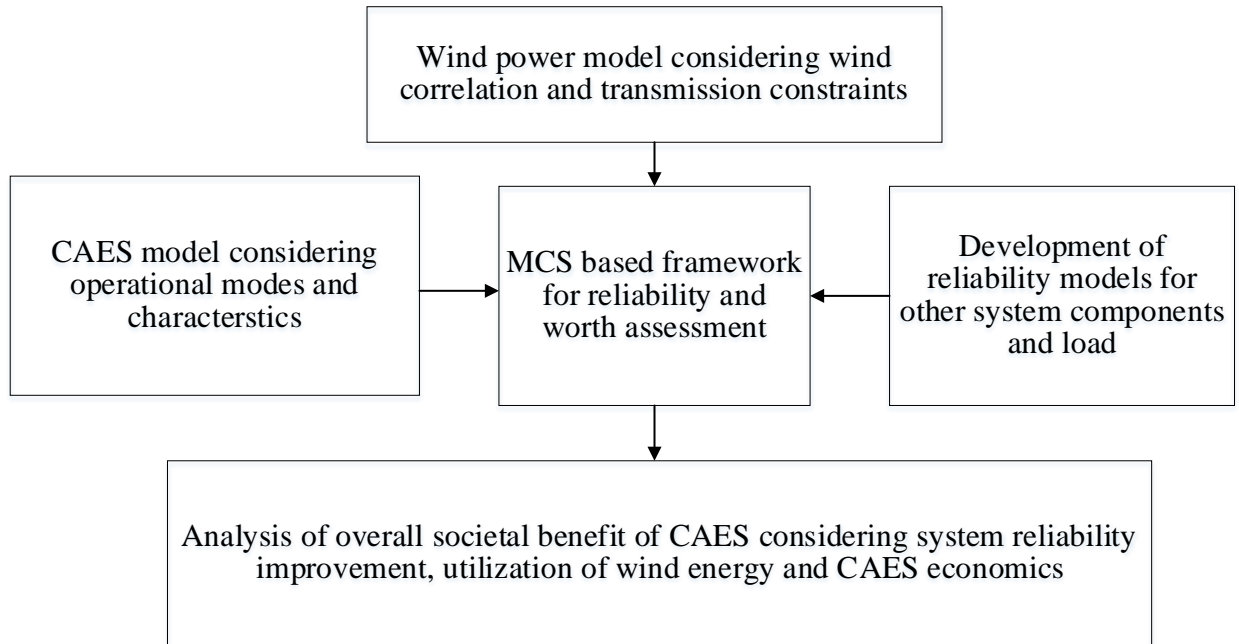 Wind power model considering wind
correlation and transmission constraints
CAES model considering
operational modes and
characterstics
MCS based framework
for reliability and
worth assessment
Development of
reliability models for
other system components
and load
Analysis of overall societal benefit of CAES considering system reliability
improvement, utilization of wind energy and CAES economics